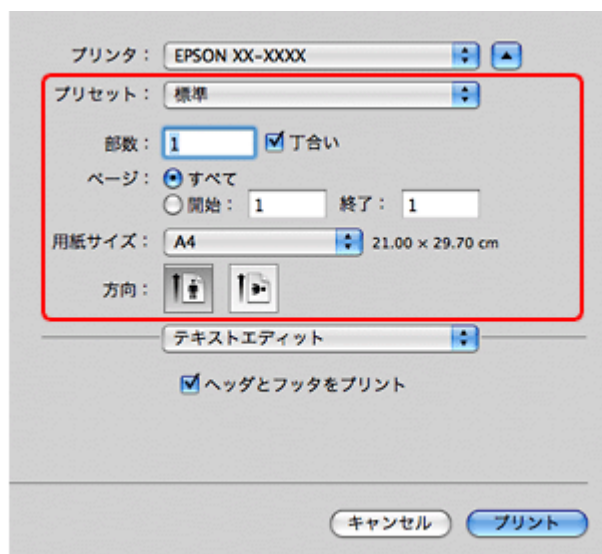 プリンタ： EPSON XX-XXXX
プリセット： 標準
部数： 1 丁合い
ページ： すべて
開始： 1 終了： 1
用紙サイズ： A4 21.00 × 29.70 cm
方向：
テキストエディット
ヘッダとフッタをプリント
キャンセル プリント